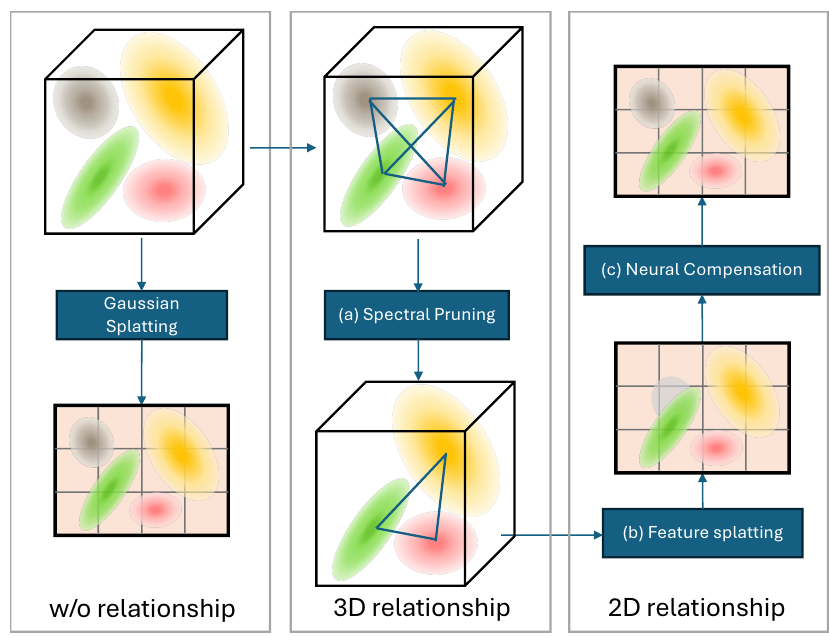 Gaussian
Splatting
w/o relationship
(a) Spectral Pruning
3D relationship
(c) Neural Compensation
(b) Feature splatting
2D relationship